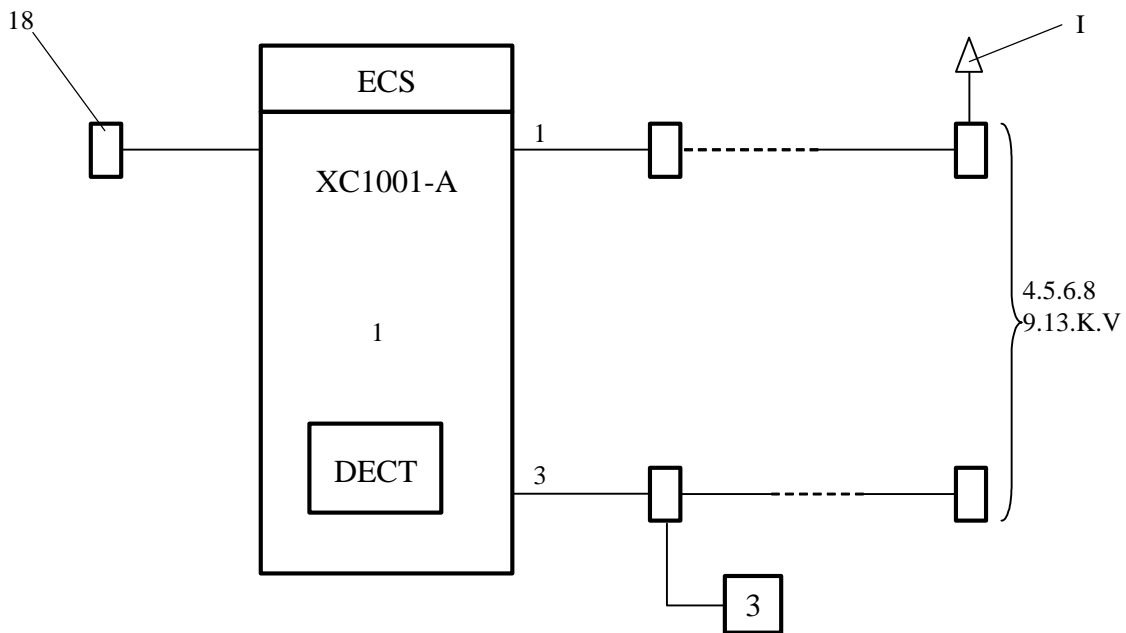 18
I
ECS
1
XC1001-A
4.5.6.8
9.13.K.V
1
DECT
3
3